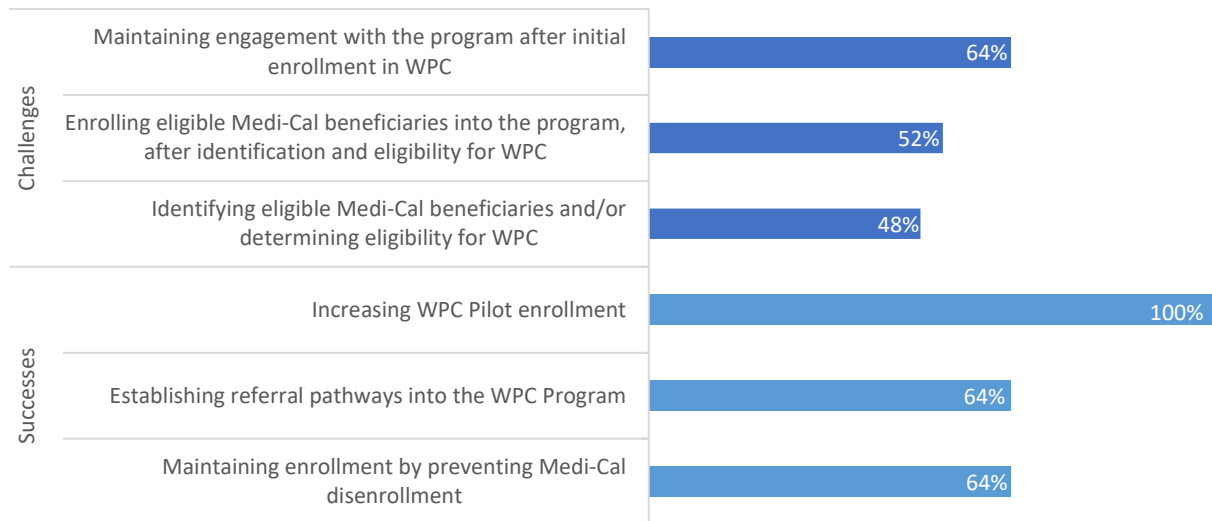 Challenges
Maintaining engagement with the program after initial
enrollment in WPC
64%
Enrolling eligible Medi-Cal beneficiaries into the program,
after identification and eligibility for WPC
52%
Identifying eligible Medi-Cal beneficiaries and/or
determining eligibility for WPC
48%
Successes
Increasing WPC Pilot enrollment
100%
Establishing referral pathways into the WPC Program
64%
Maintaining enrollment by preventing Medi-Cal
disenrollment
64%